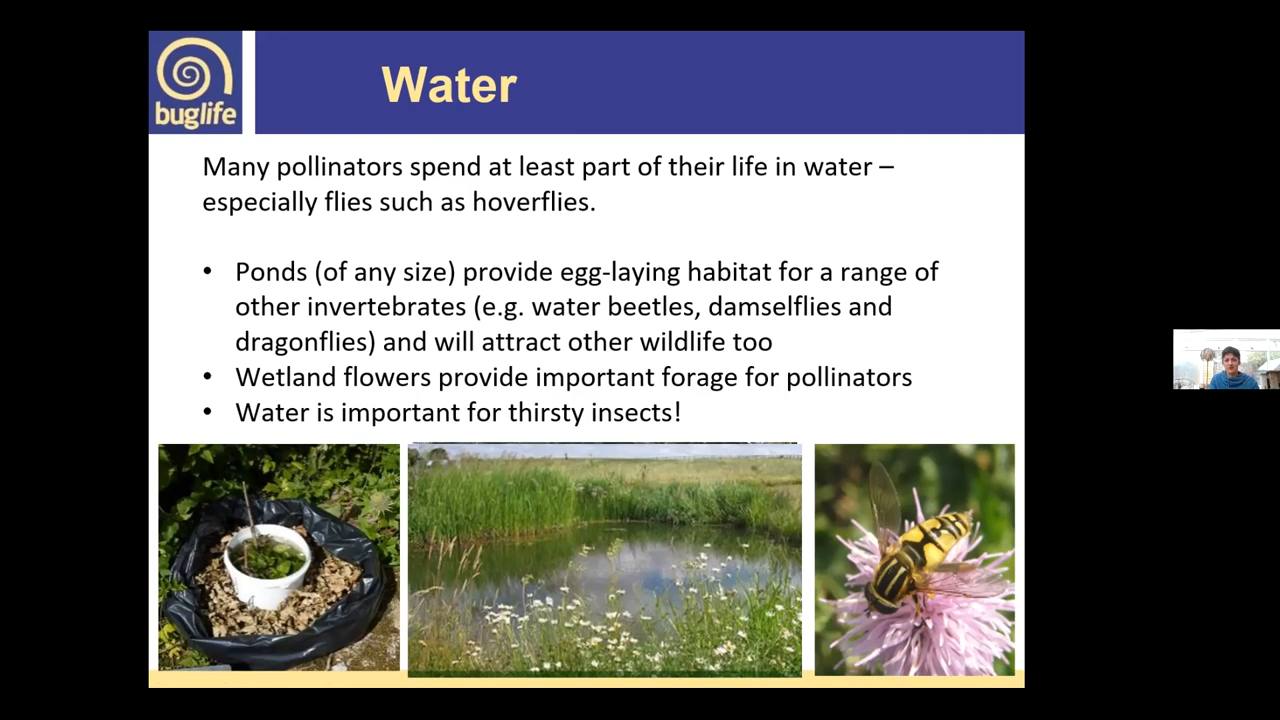 buglife
Water
Many pollinators spend at least part of their life in water –
especially flies such as hoverflies.
• Ponds (of any size) provide egg-laying habitat for a range of
other invertebrates (e.g. water beetles, damselflies and
dragonflies) and will attract other wildlife too
• Wetland flowers provide important forage for pollinators
• Water is important for thirsty insects!